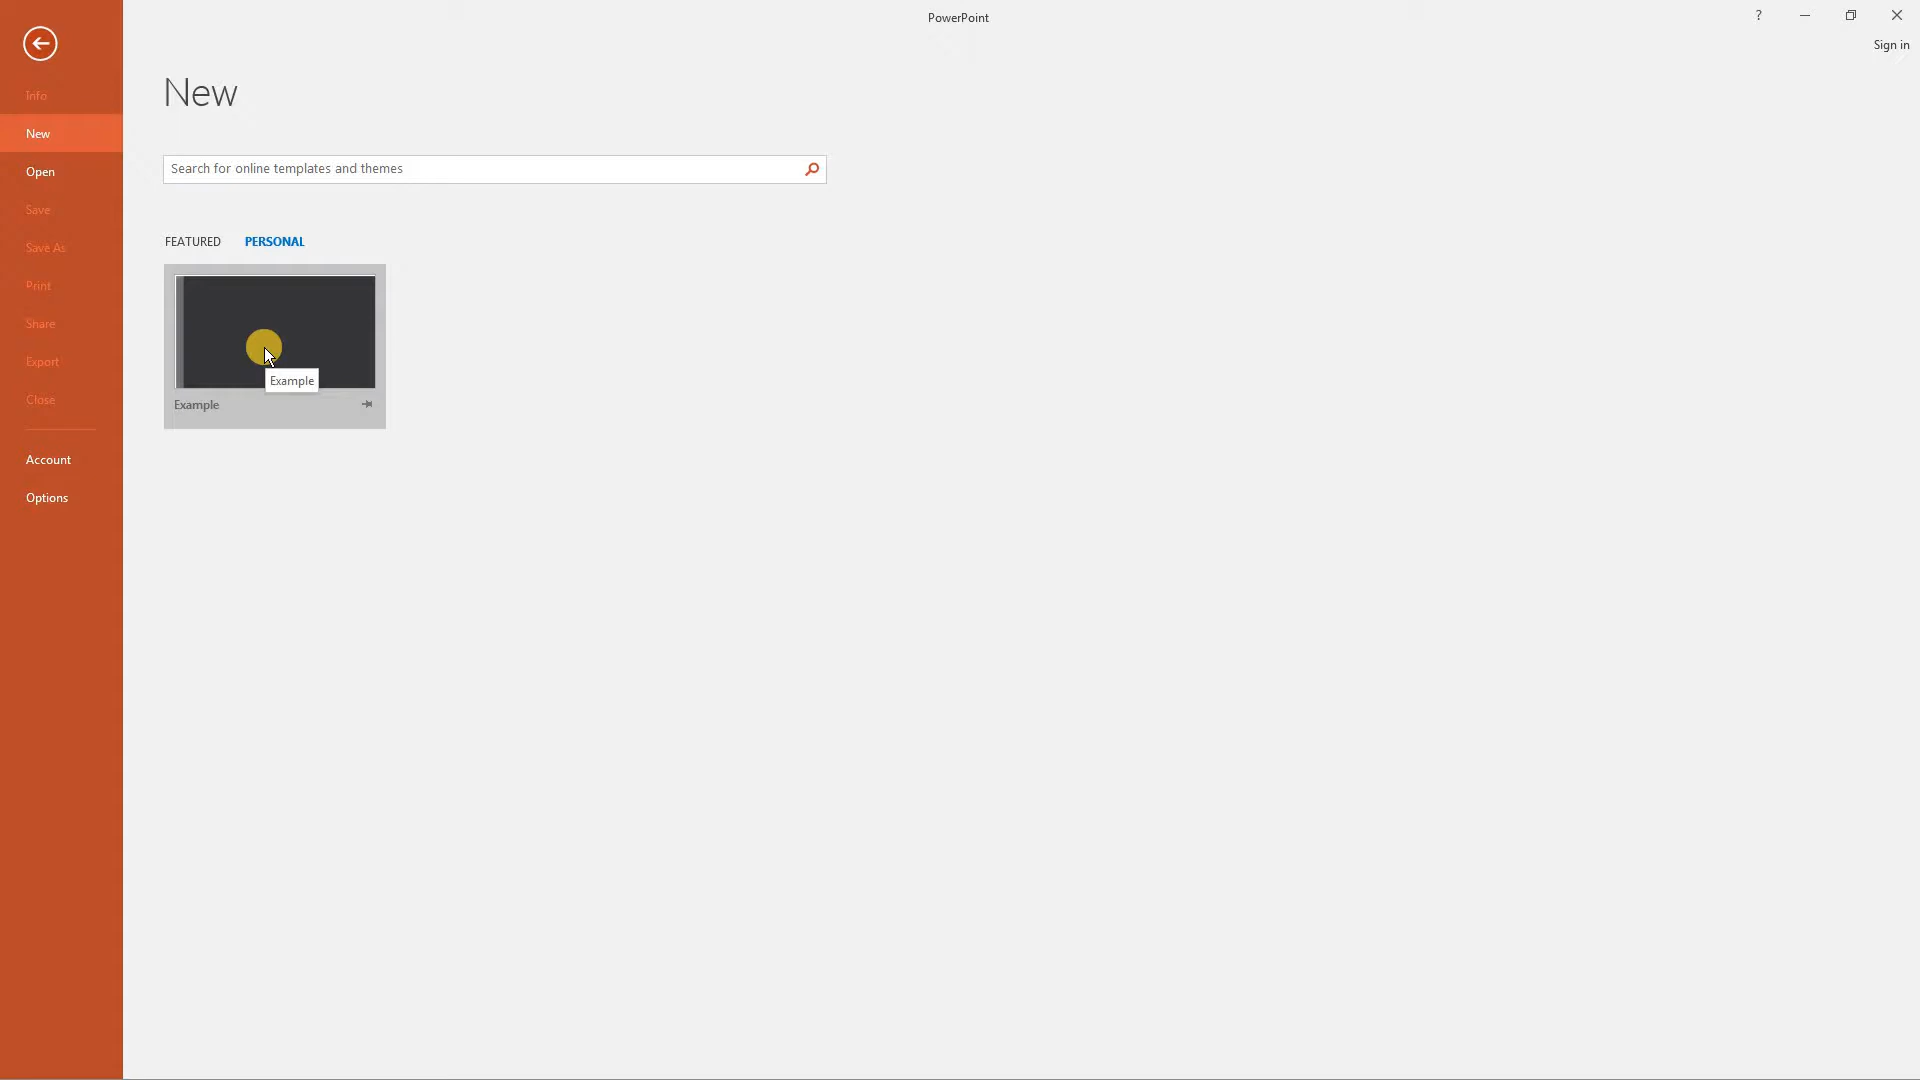 PowerPoint
?
Sign in
Info
New
Open
Save
Save As
Print
Share
Export
Close
Account
Options
New
Search for online templates and themes
FEATURED PERSONAL
Example
Example